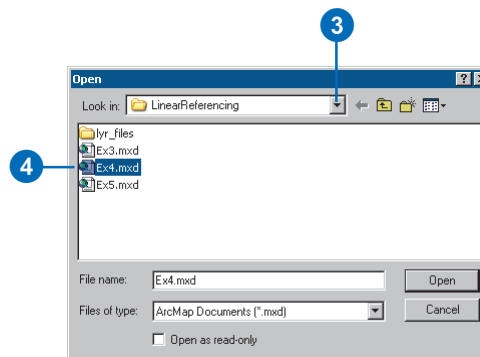 3
Open
Look in: LinearReferencing
lyr_files
Ex3.mxd
4
Ex4.mxd
Ex5.mxd
File name: Ex4.mxd Open
Files of type: ArcMap Documents (*.mxd) Cancel
Open as read-only